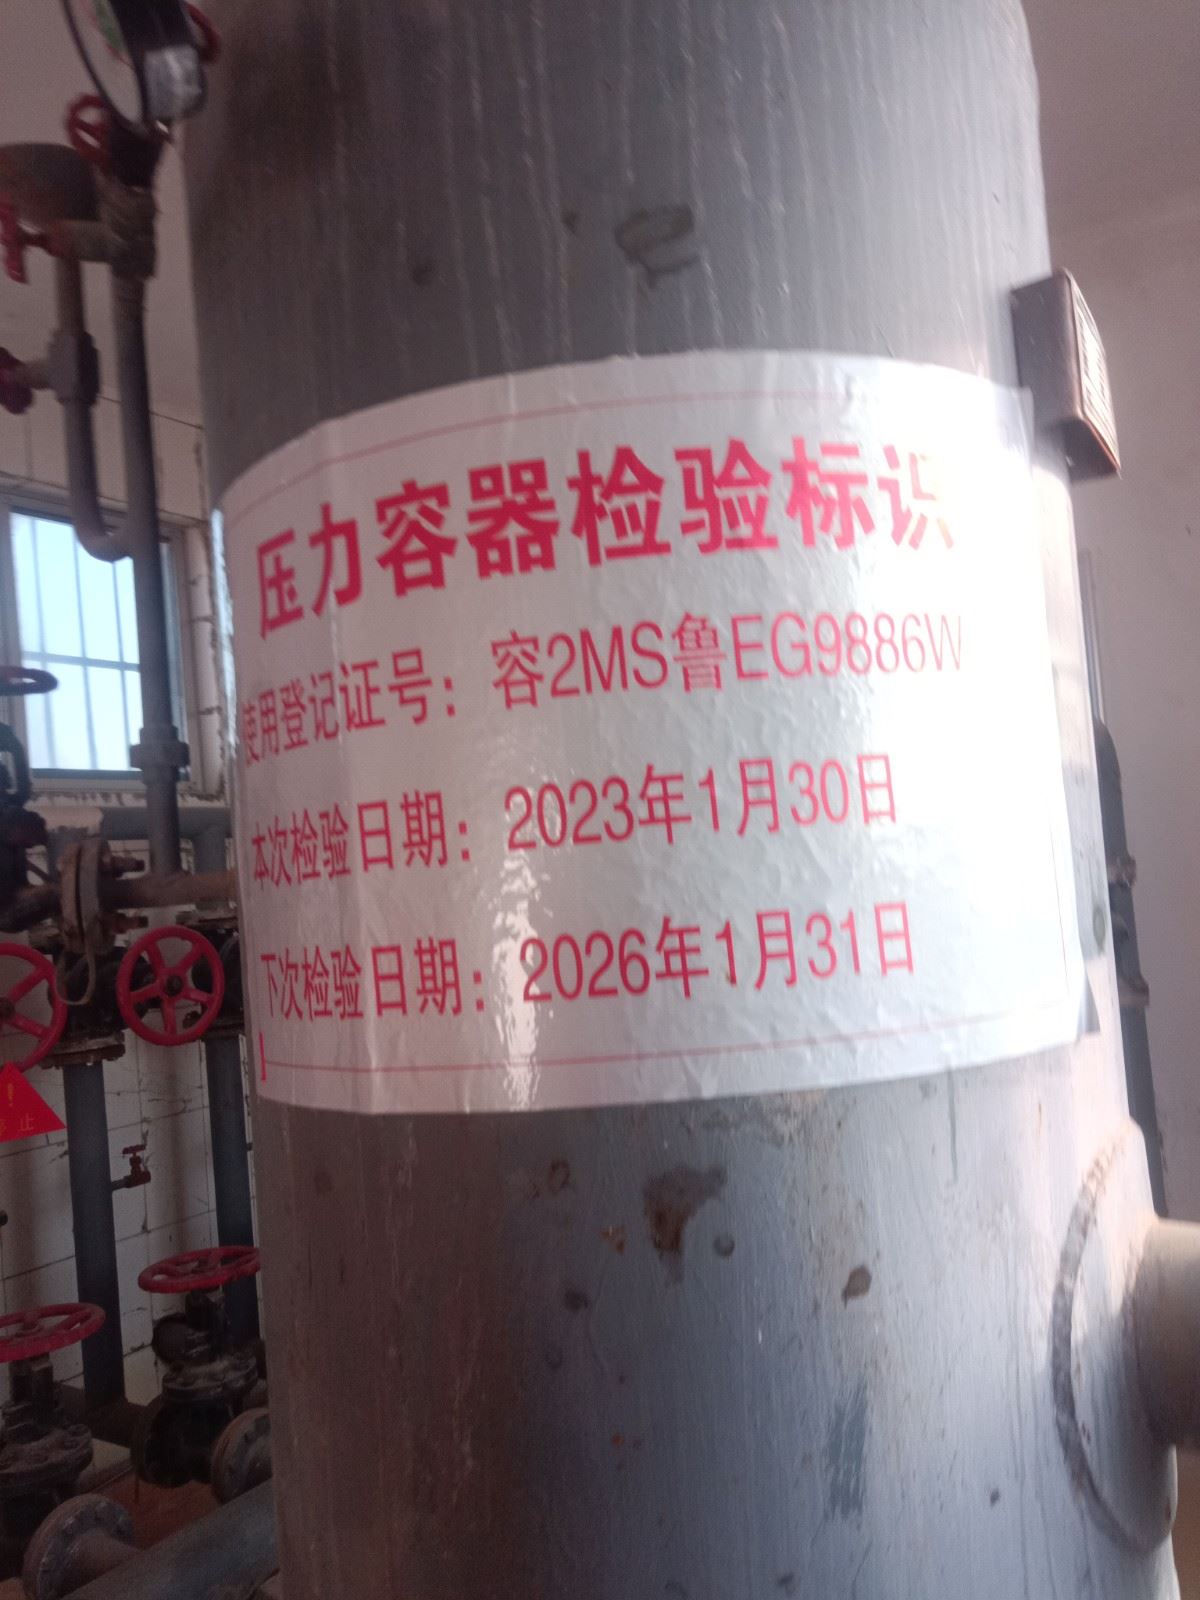 压力容器检验标识
使用登记证号：容2MS鲁EG9886W
本次检验日期：2023年1月30日
下次检验日期：2026年1月31日
停止